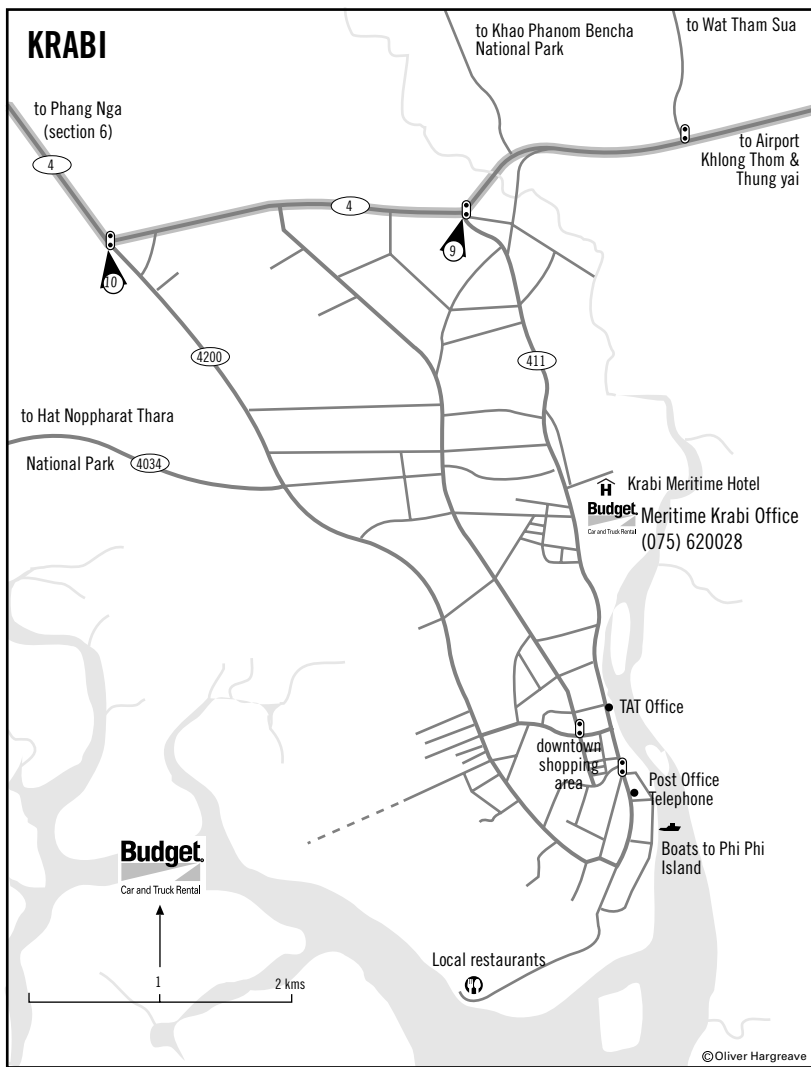 KRABI
to Khao Phanom Bencha
National Park
to Wat Tham Sua
to Phang Nga
(section 6)
to Airport
Khlong Thom &
Thung yai
4
4
9
10
4200
411
to Hat Noppharat Thara
National Park
4034
Krabi Meritime Hotel
H
Budget
Car and Truck Rental
Meritime Krabi Office
(075) 620028
TAT Office
downtown
shopping
area
Post Office
Telephone
Boats to Phi Phi
Island
Budget
Car and Truck Rental
1
2 kms
Local restaurants
©Oliver Hargreave